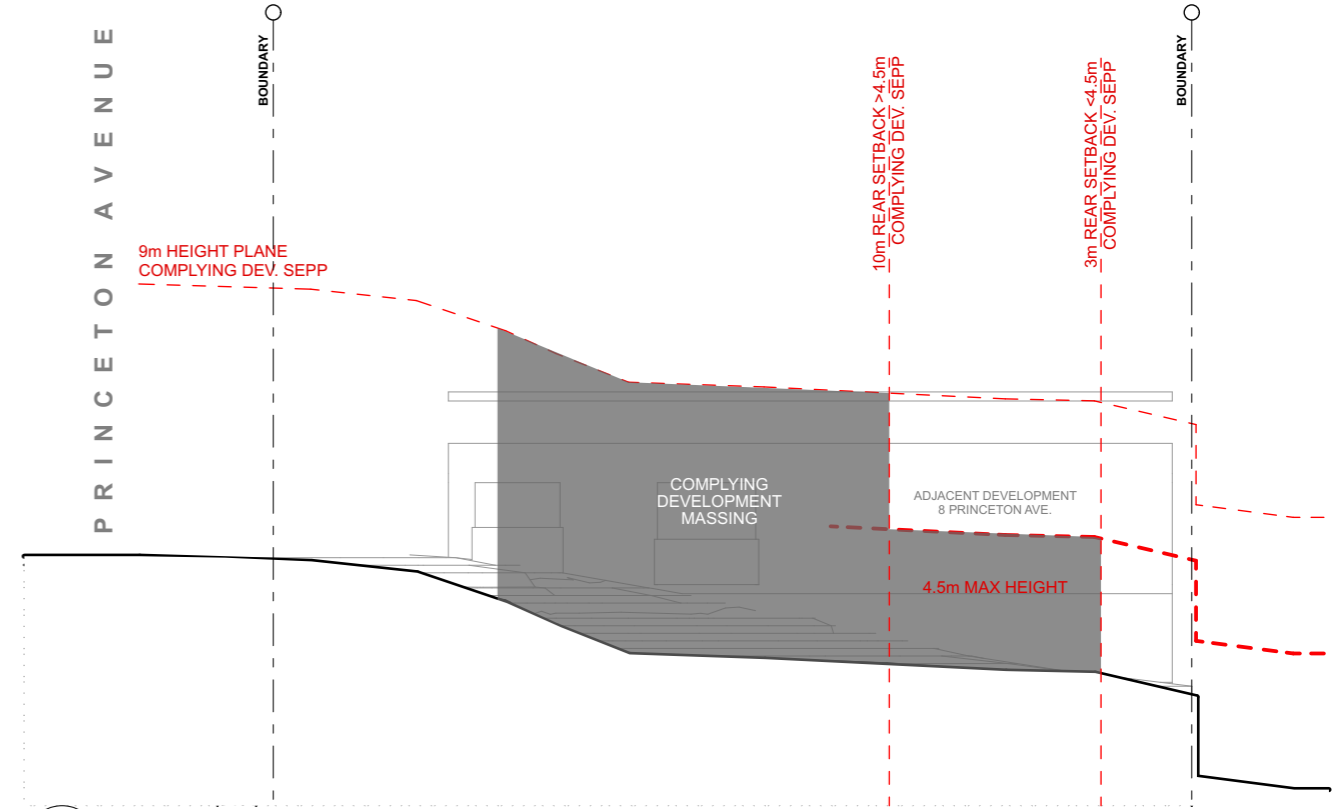 PRINCETON AVENUE
BOUNDARY
9m HEIGHT PLANE
COMPLYING DEV. SEPP
10m REAR SETBACK >4.5m
COMPLYING DEV. SEPP
3m REAR SETBACK <4.5m
COMPLYING DEV. SEPP
BOUNDARY
COMPLYING
DEVELOPMENT
MASSING
ADJACENT DEVELOPMENT
8 PRINCETON AVE.
4.5m MAX HEIGHT